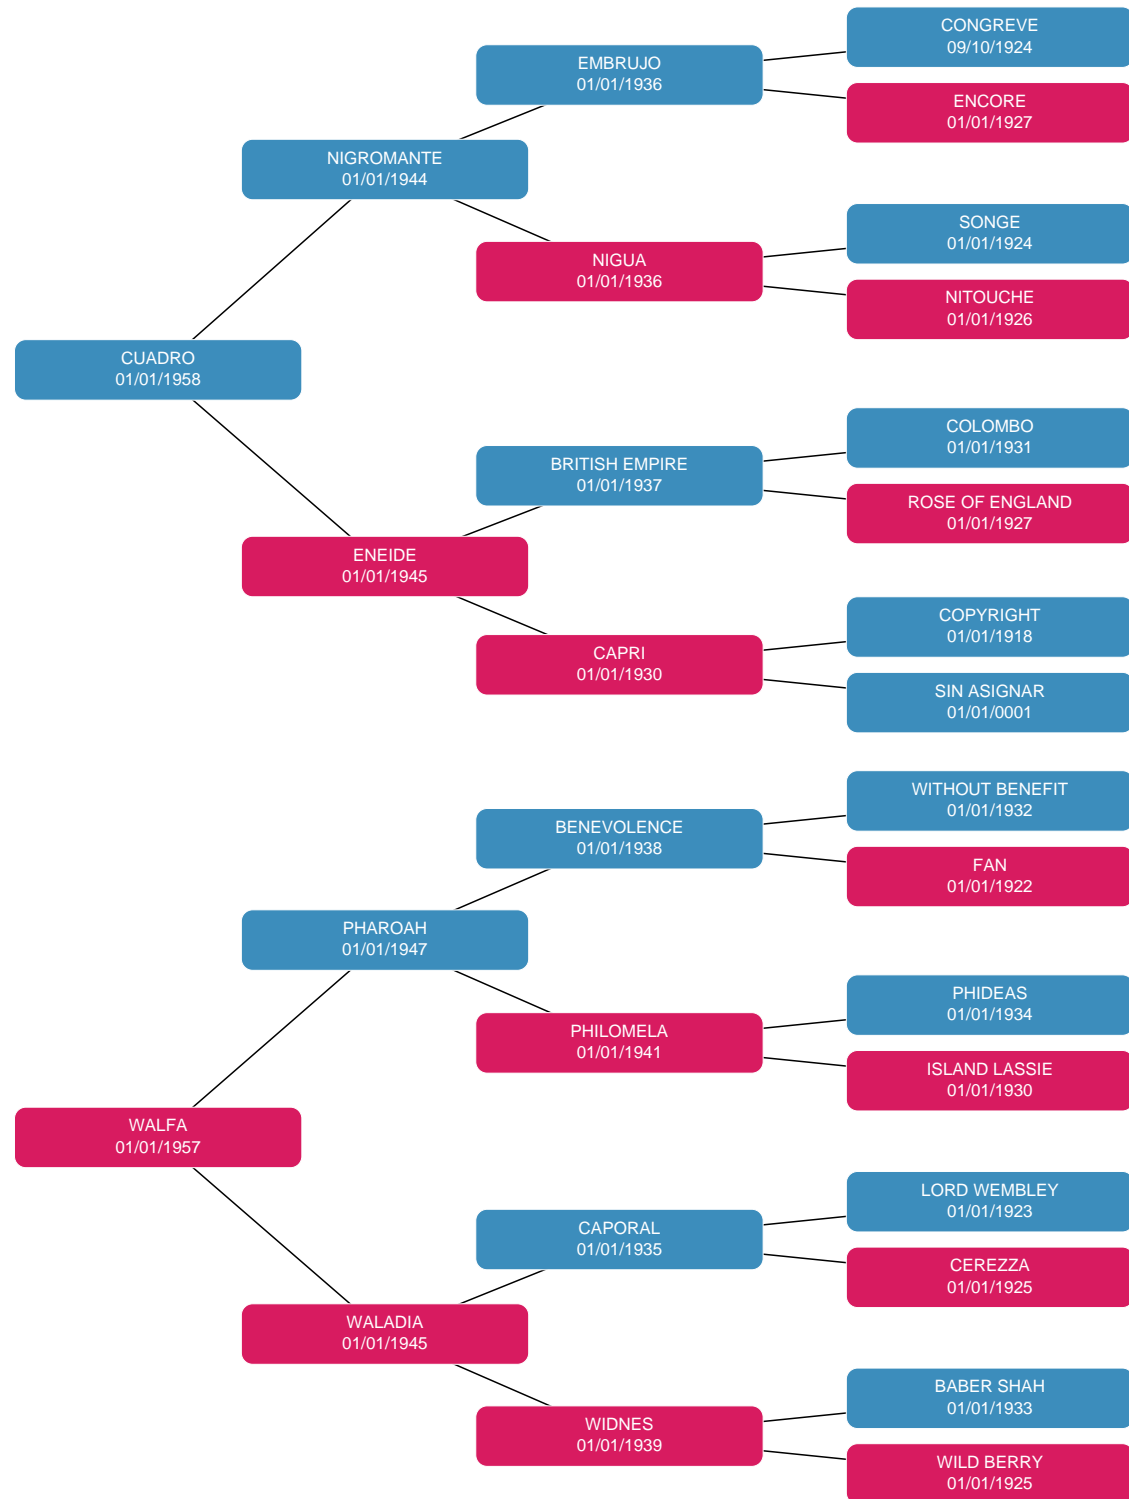 CONGREVE
09/10/1924
EMBRUJO
01/01/1936
ENCORE
01/01/1927
NIGROMANTE
01/01/1944
SONGE
01/01/1924
NIGUA
01/01/1936
NITOUCHE
01/01/1926
CUADRO
01/01/1958
COLOMBO
01/01/1931
BRITISH EMPIRE
01/01/1937
ROSE OF ENGLAND
01/01/1927
ENEIDE
01/01/1945
COPYRIGHT
01/01/1918
CAPRI
01/01/1930
SIN ASIGNAR
01/01/0001
WITHOUT BENEFIT
01/01/1932
BENEVOLENCE
01/01/1938
FAN
01/01/1922
PHAROAH
01/01/1947
PHIDEAS
01/01/1934
PHILOMELA
01/01/1941
ISLAND LASSIE
01/01/1930
WALFA
01/01/1957
LORD WEMBLEY
01/01/1923
CAPORAL
01/01/1935
CEREZZA
01/01/1925
WALADIA
01/01/1945
BABER SHAH
01/01/1933
WIDNES
01/01/1939
WILD BERRY
01/01/1925